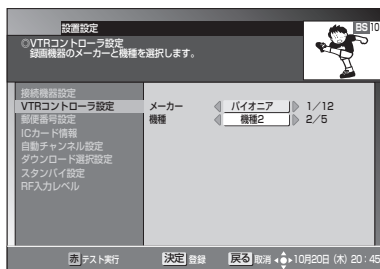 設置設定
BS10
◎VTRコントローラ設定
録画機器のメーカーと機種を選択します。
接続機器設定
VTRコントローラ設定
郵便番号設定
ICカード情報
自動チャンネル設定
ダウンロード選択設定
スタンバイ設定
RF入力レベル
メーカー パイオニア 1/12
機種 機種2 2/5
赤 テスト実行 決定 登録 戻る 取消 10月20日 (木) 20:45